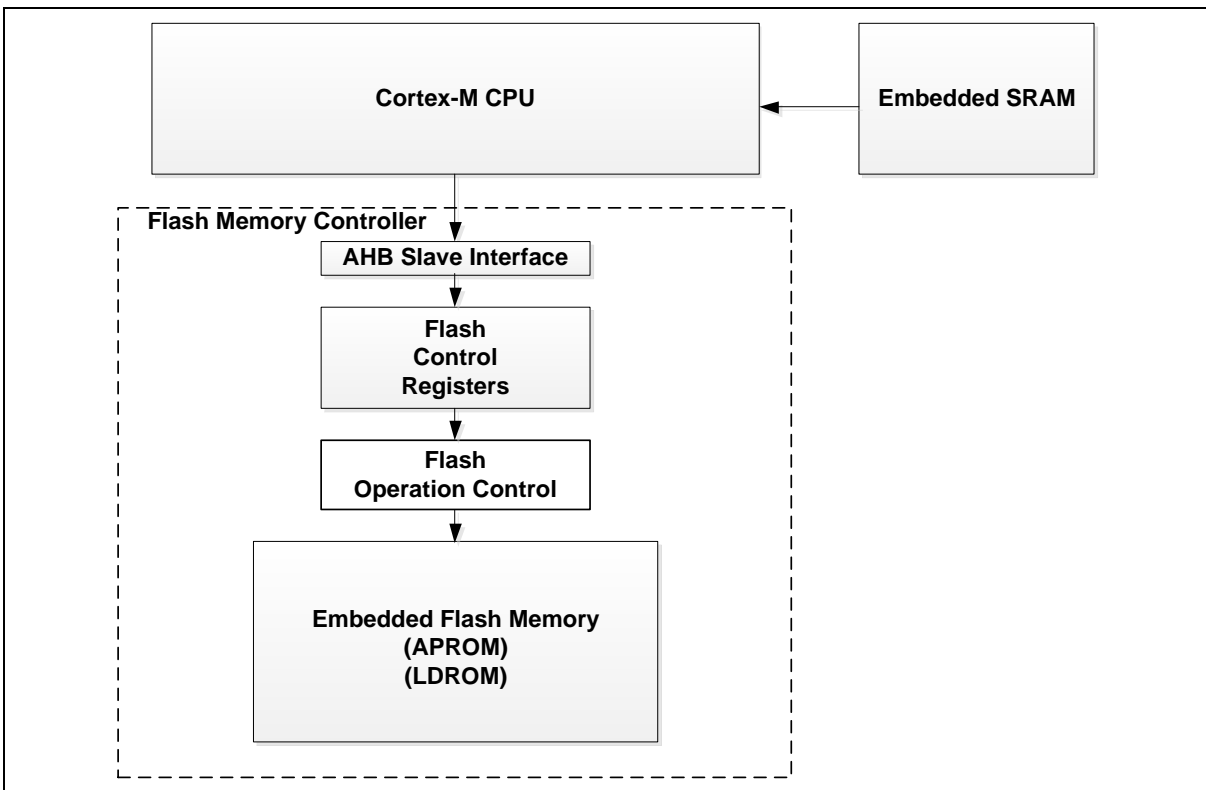 Cortex-M CPU
Embedded SRAM
Flash Memory Controller
AHB Slave Interface
Flash
Control
Registers
Flash
Operation Control
Embedded Flash Memory
(APROM)
(LDROM)